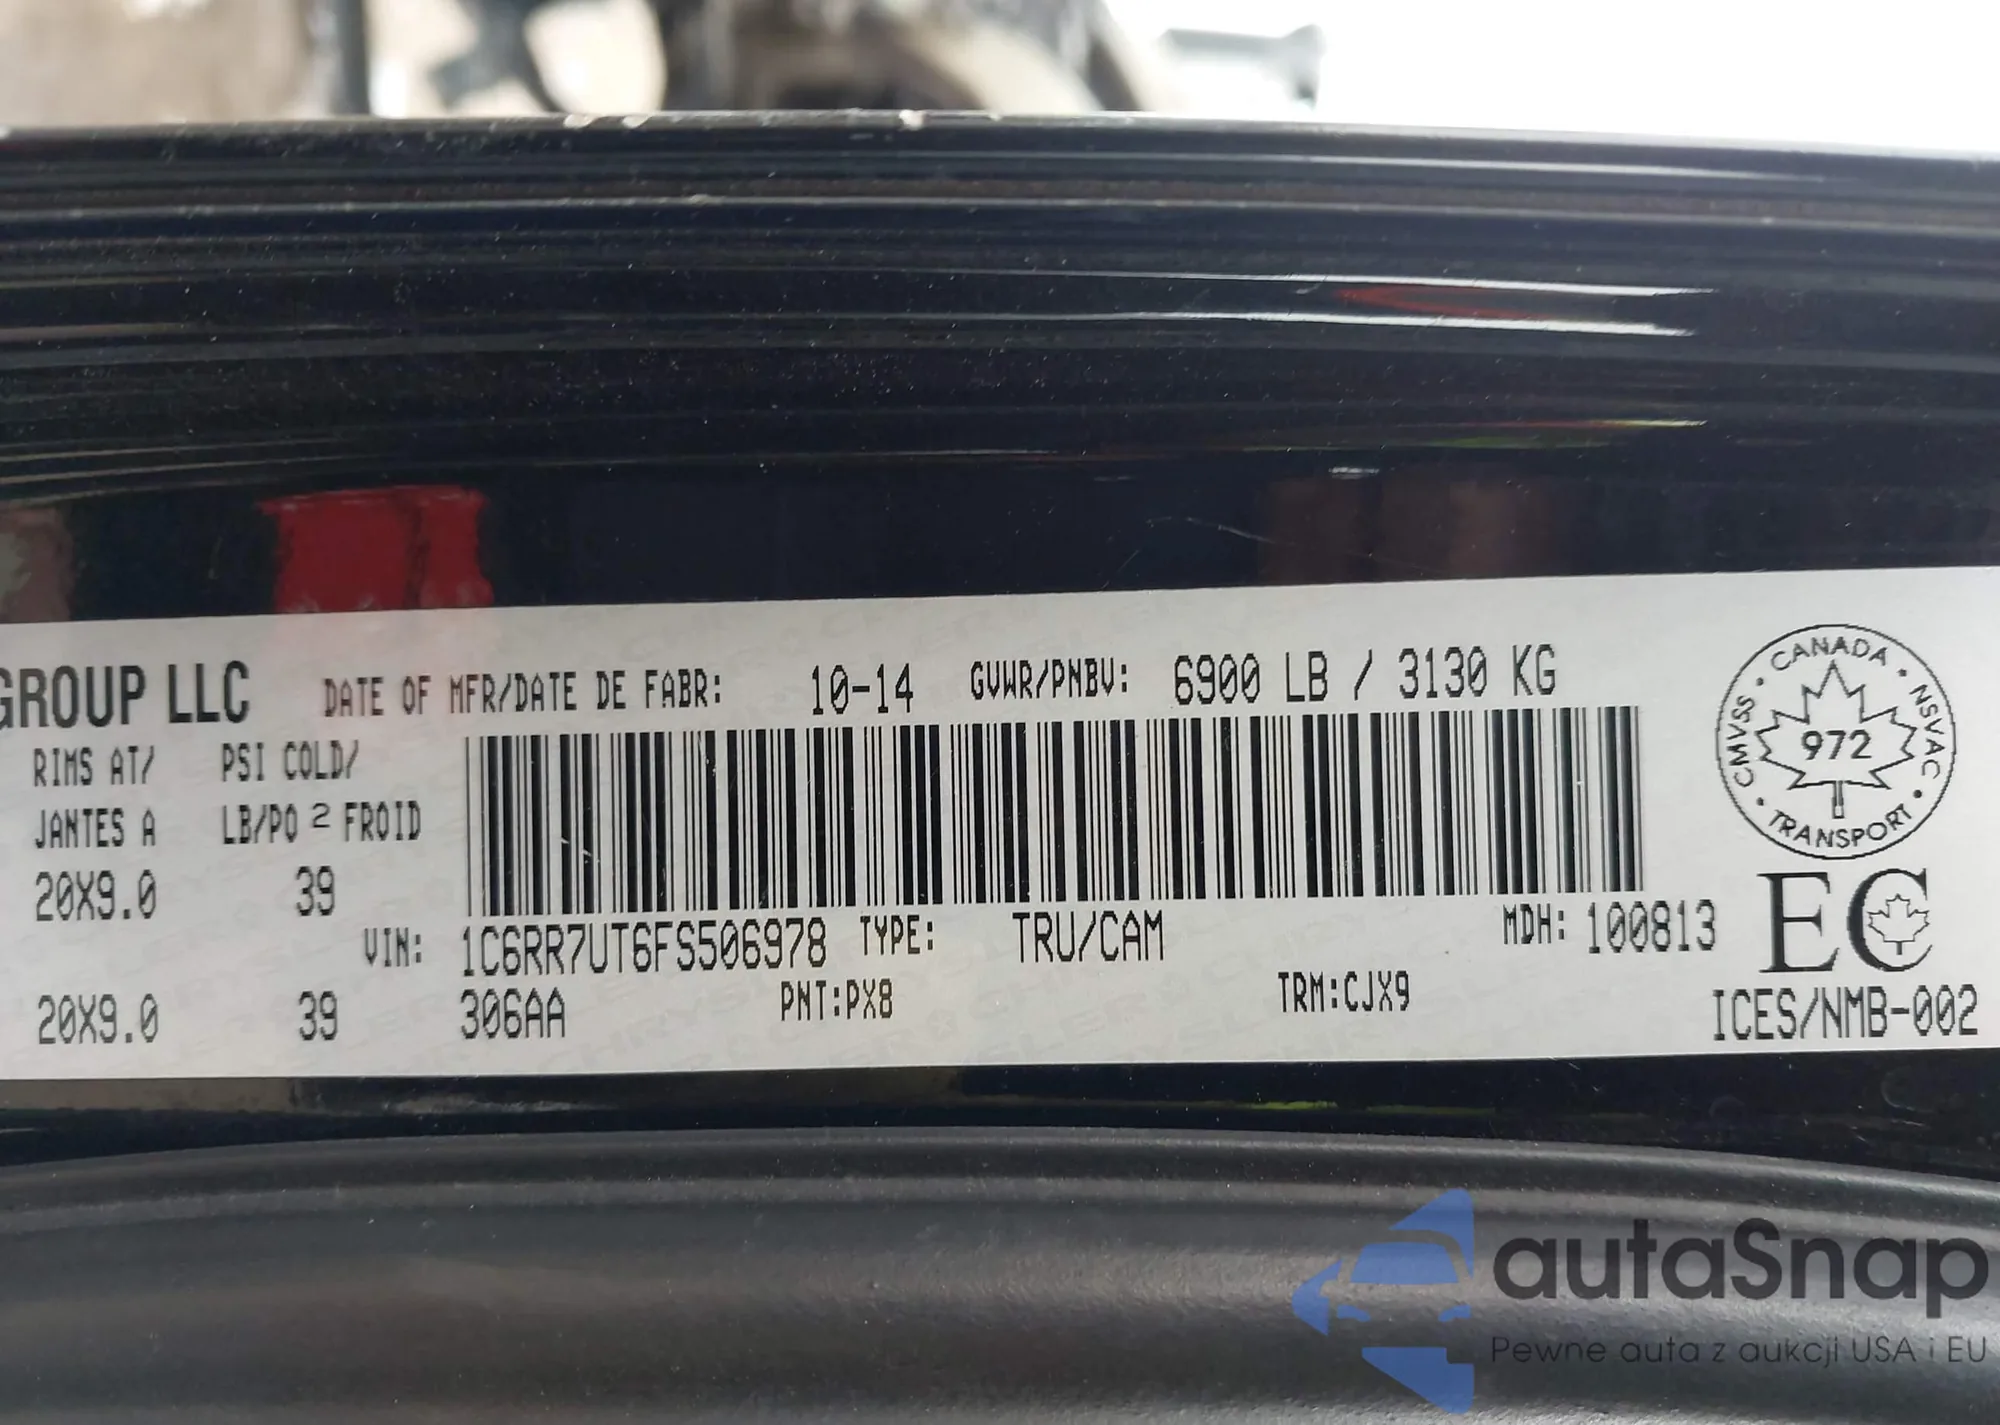 GROUP LLC DATE OF MFR/DATE DE FABR: 10-14 GVWR/PNBV: 6900 LB / 3130 KG
RIMS AT/ PSI COLD/
JANTES A LB/PO 2 FROID
20X9.0 39
VIN: 1C6RR7UT6FS506978 TYPE: TRU/CAM MDH: 100813
20X9.0 39 306AA PNT:PX8 TRM:CJX9
CANADA • NSVAC • TRANSPORT • CMVSS •
972
EC
ICES/NMB-002
autaSnap
Pewne auta z aukcji USA i EU